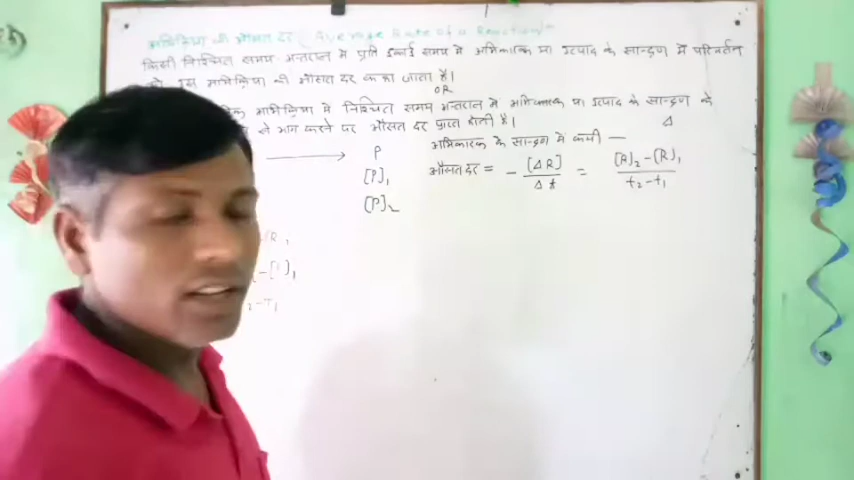 अभिक्रिया की औसत दर (Average Rate of a Reaction)
किसी निश्चित समय अन्तराल मे प्रति इकाई समय मे अभिकारक या उत्पाद के सान्द्रण में परिवर्तन
को उस अभिक्रिया की औसत दर कहा जाता है।
OR
अभिक्रिया मे निश्चित समय अन्तराल मे अभिकारक या उत्पाद के सान्द्रण के
से भाग करने पर औसत दर प्राप्त होती है। Δ
P अभिकारक के सान्द्रण में कमी —
[P]₁ औसत दर = - [ΔR] / Δt = [R]₂-[R]₁ / t₂-t₁
[P]₂